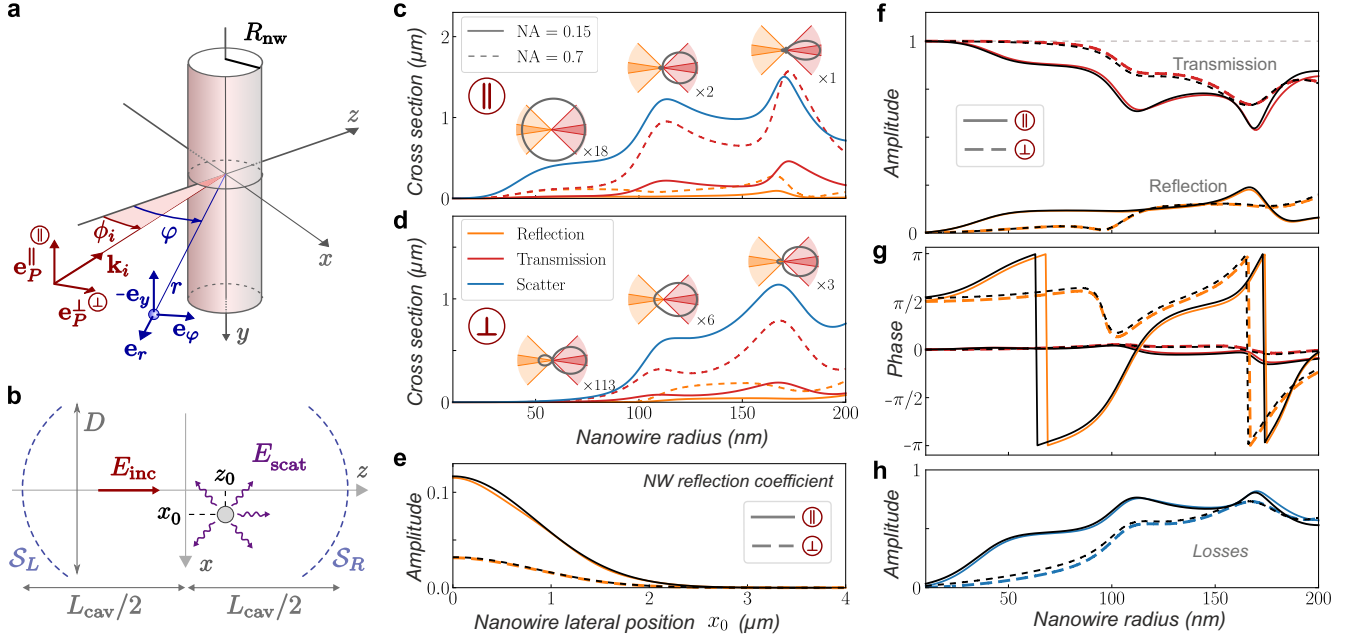 a
R_nw
z
x
y
ϕ_i
φ
r
k_i
e_P^∥ ∥
e_P^⊥ ⊥
-e_y
e_φ
e_r
b
D
E_inc
E_scat
z_0
x_0
z
x
S_L
S_R
L_cav/2
L_cav/2
c
Cross section (μm)
2
1
0
NA = 0.15
NA = 0.7
∥
×18
×2
×1
d
Cross section (μm)
1
0
Reflection
Transmission
Scatter
⊥
×113
×6
×3
50
100
150
200
Nanowire radius (nm)
e
NW reflection coefficient
Amplitude
0.1
0.0
∥
⊥
0
1
2
3
4
Nanowire lateral position x_0 (μm)
f
Amplitude
1
0
Transmission
∥
⊥
Reflection
g
Phase
π
π/2
0
-π/2
-π
h
Amplitude
1
0
Losses
50
100
150
200
Nanowire radius (nm)